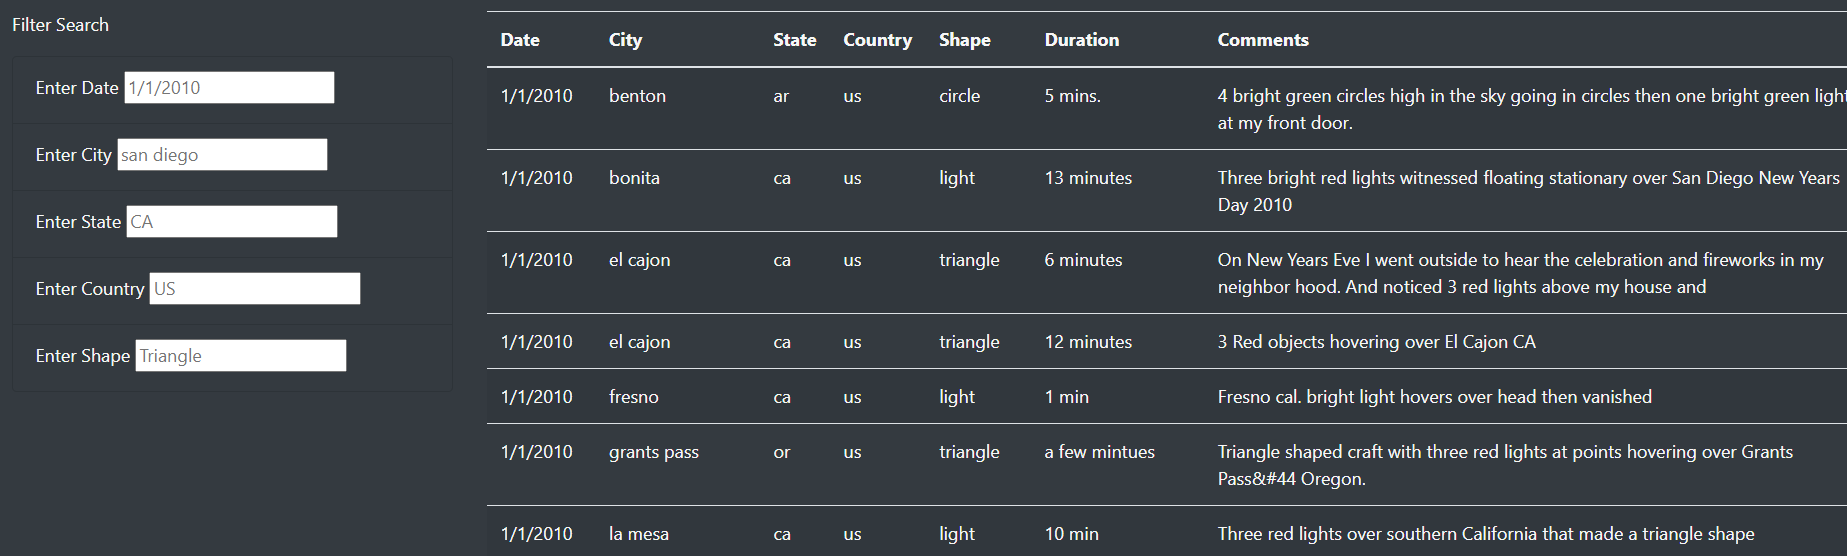 Filter Search
Enter Date 1/1/2010
Enter City san diego
Enter State CA
Enter Country US
Enter Shape Triangle
Date City State Country Shape Duration Comments
1/1/2010 benton ar us circle 5 mins. 4 bright green circles high in the sky going in circles then one bright green light
at my front door.
1/1/2010 bonita ca us light 13 minutes Three bright red lights witnessed floating stationary over San Diego New Years
Day 2010
1/1/2010 el cajon ca us triangle 6 minutes On New Years Eve I went outside to hear the celebration and fireworks in my
neighbor hood. And noticed 3 red lights above my house and
1/1/2010 el cajon ca us triangle 12 minutes 3 Red objects hovering over El Cajon CA
1/1/2010 fresno ca us light 1 min Fresno cal. bright light hovers over head then vanished
1/1/2010 grants pass or us triangle a few mintues Triangle shaped craft with three red lights at points hovering over Grants
Pass&#44 Oregon.
1/1/2010 la mesa ca us light 10 min Three red lights over southern California that made a triangle shape